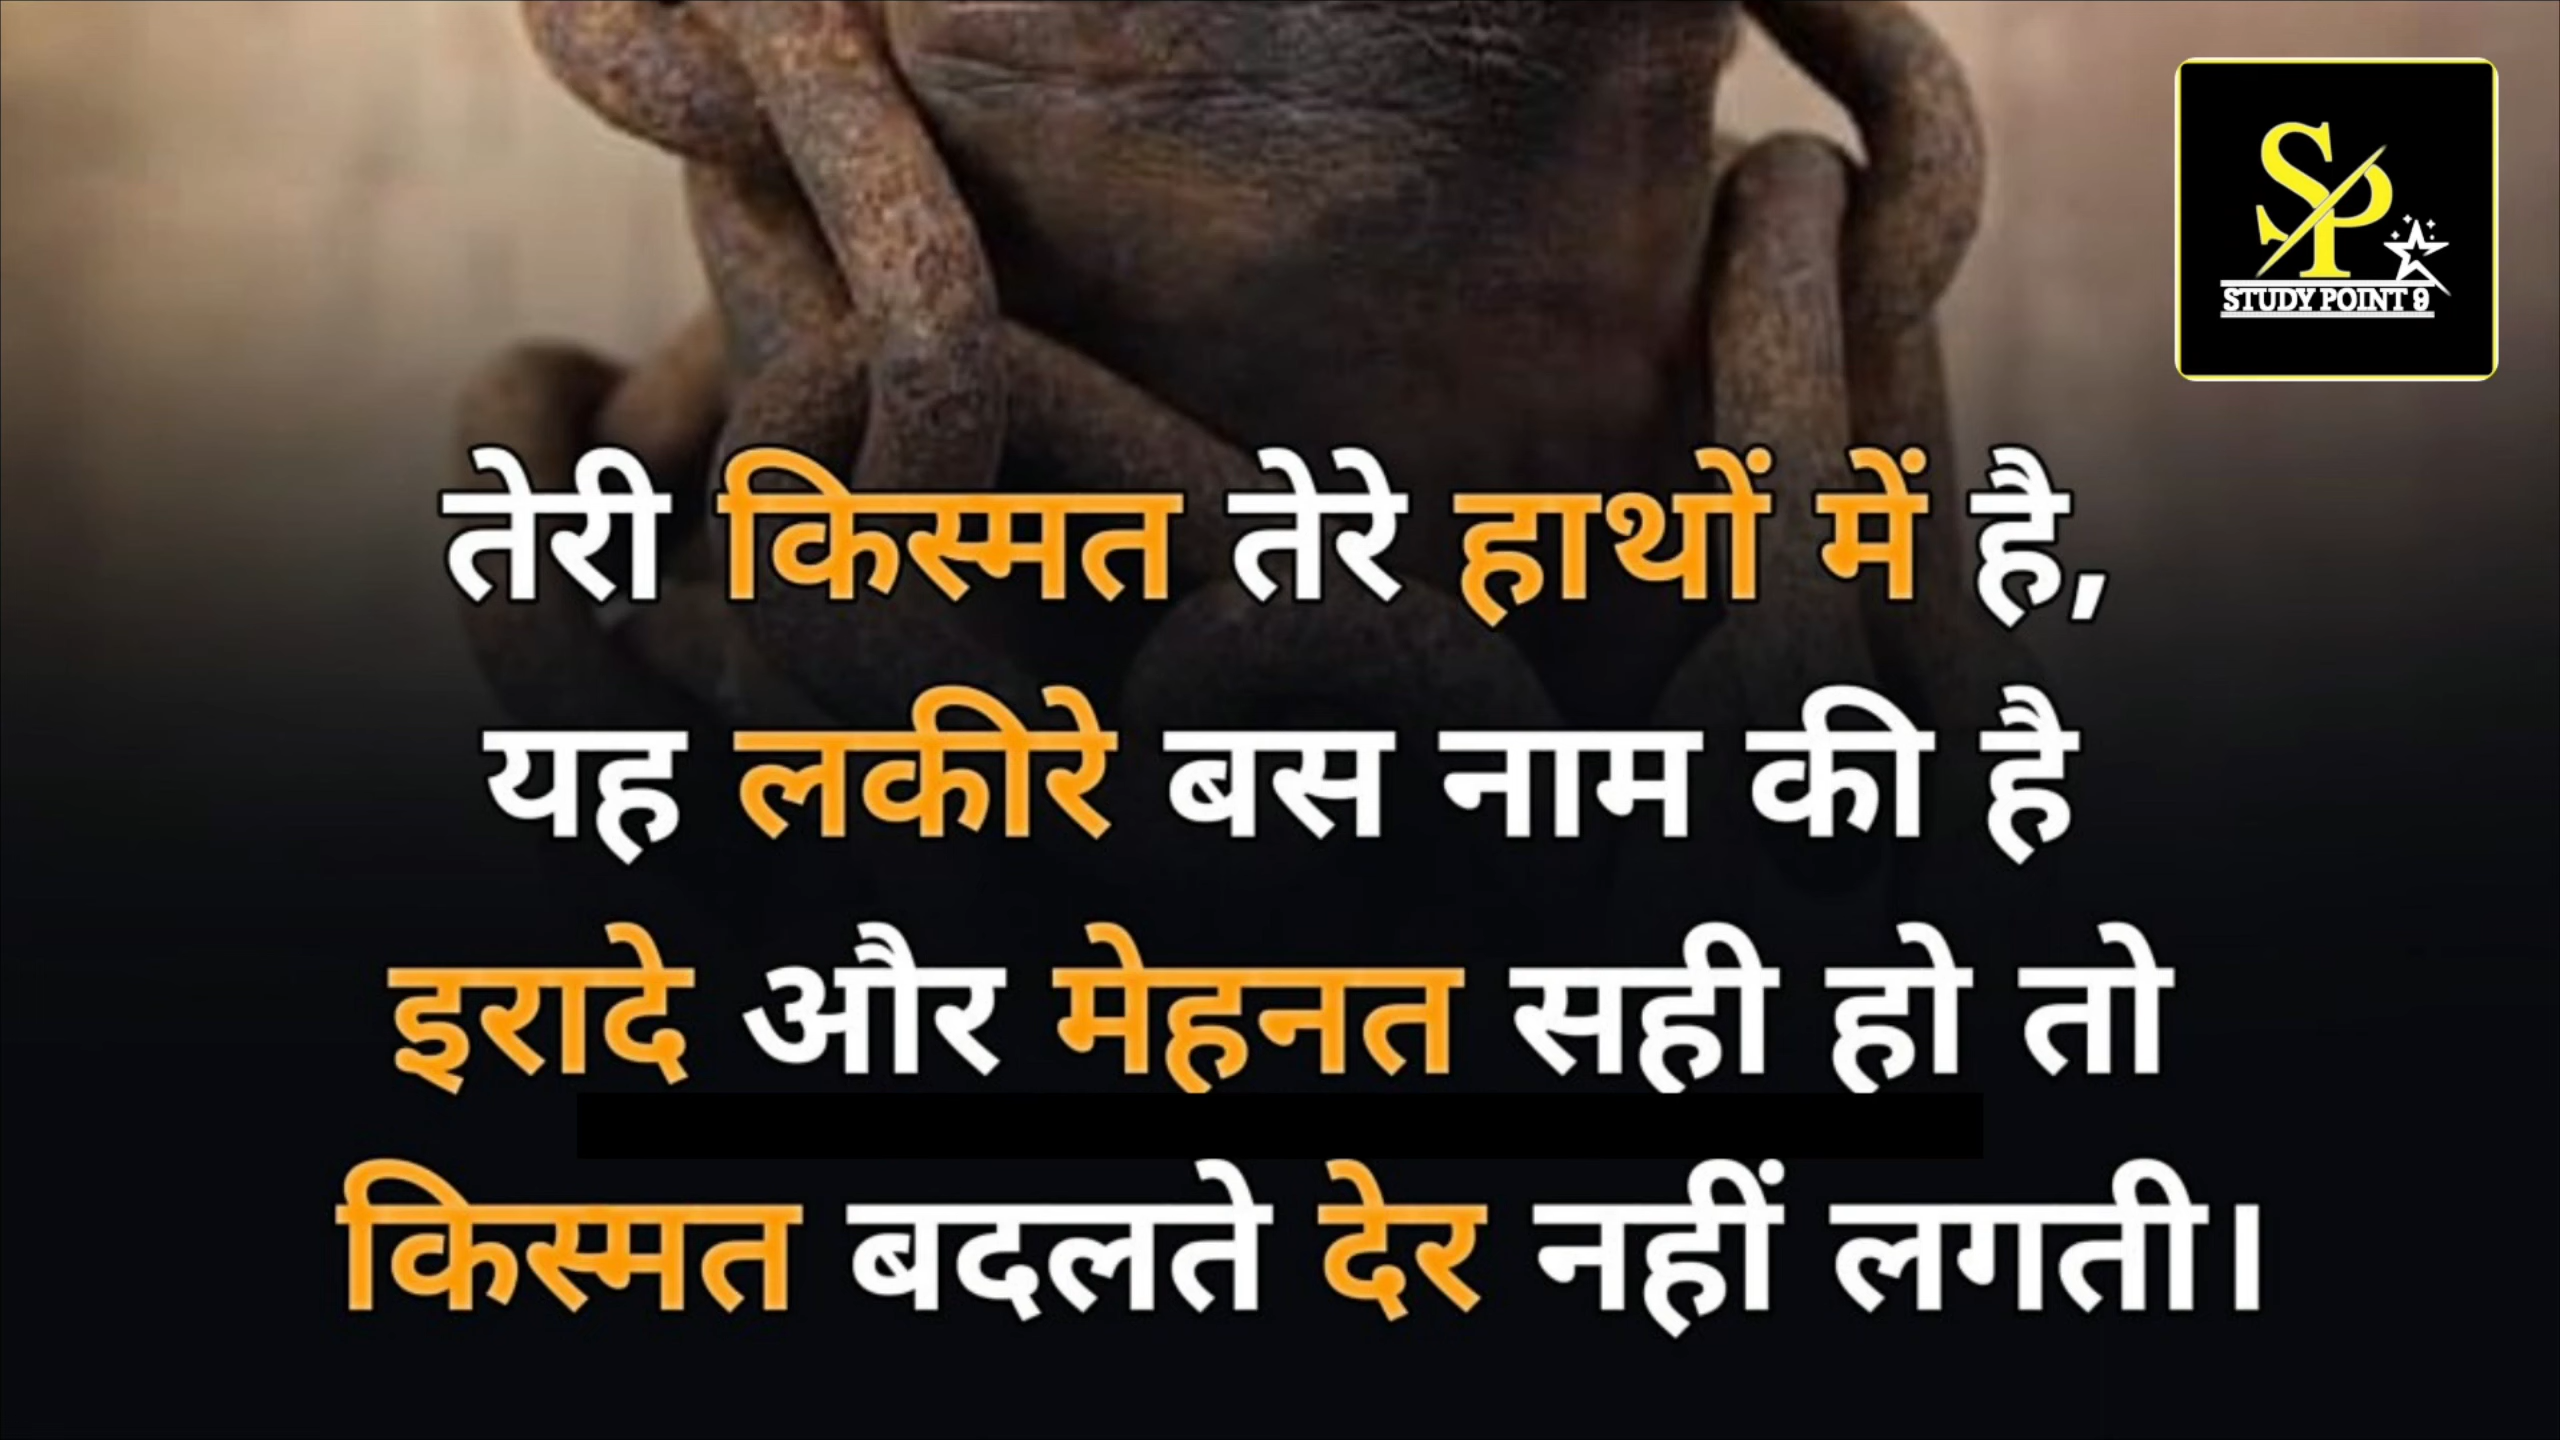 SP
STUDY POINT 9
तेरी किस्मत तेरे हाथों में है,
यह लकीरे बस नाम की है
इरादे और मेहनत सही हो तो
किस्मत बदलते देर नहीं लगती।